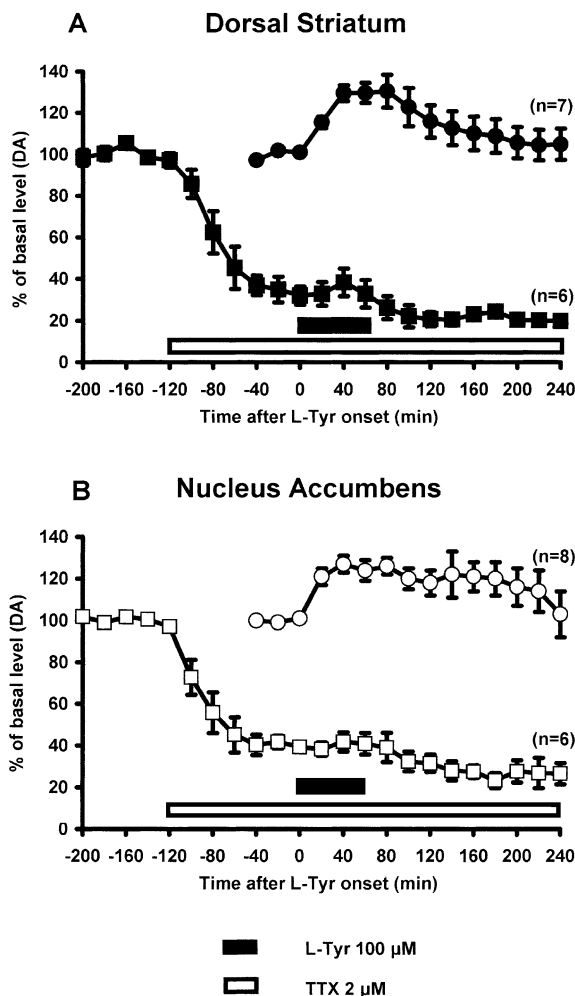 A Dorsal Striatum
% of basal level (DA)
140
120
100
80
60
40
20
0
(n=7)
(n=6)
-200 -160 -120 -80 -40 0 40 80 120 160 200 240
Time after L-Tyr onset (min)
B Nucleus Accumbens
% of basal level (DA)
140
120
100
80
60
40
20
0
(n=8)
(n=6)
-200 -160 -120 -80 -40 0 40 80 120 160 200 240
Time after L-Tyr onset (min)
L-Tyr 100 µM
TTX 2 µM